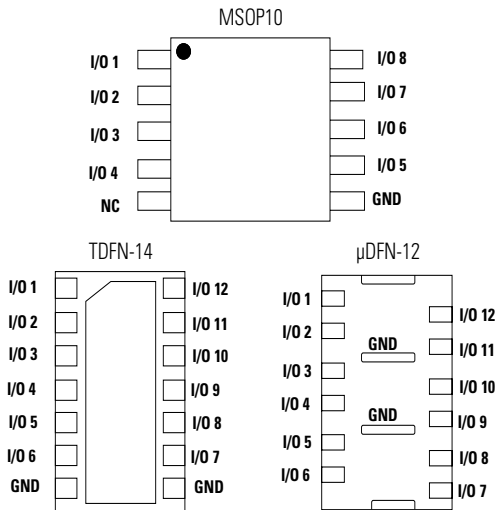 MSOP10
I/O 1 I/O 8
I/O 2 I/O 7
I/O 3 I/O 6
I/O 4 I/O 5
NC GND
TDFN-14
I/O 1 I/O 12
I/O 2 I/O 11
I/O 3 I/O 10
I/O 4 I/O 9
I/O 5 I/O 8
I/O 6 I/O 7
GND GND
µDFN-12
I/O 1 I/O 12
I/O 2 GND I/O 11
I/O 3 I/O 10
I/O 4 GND I/O 9
I/O 5 I/O 8
I/O 6 I/O 7